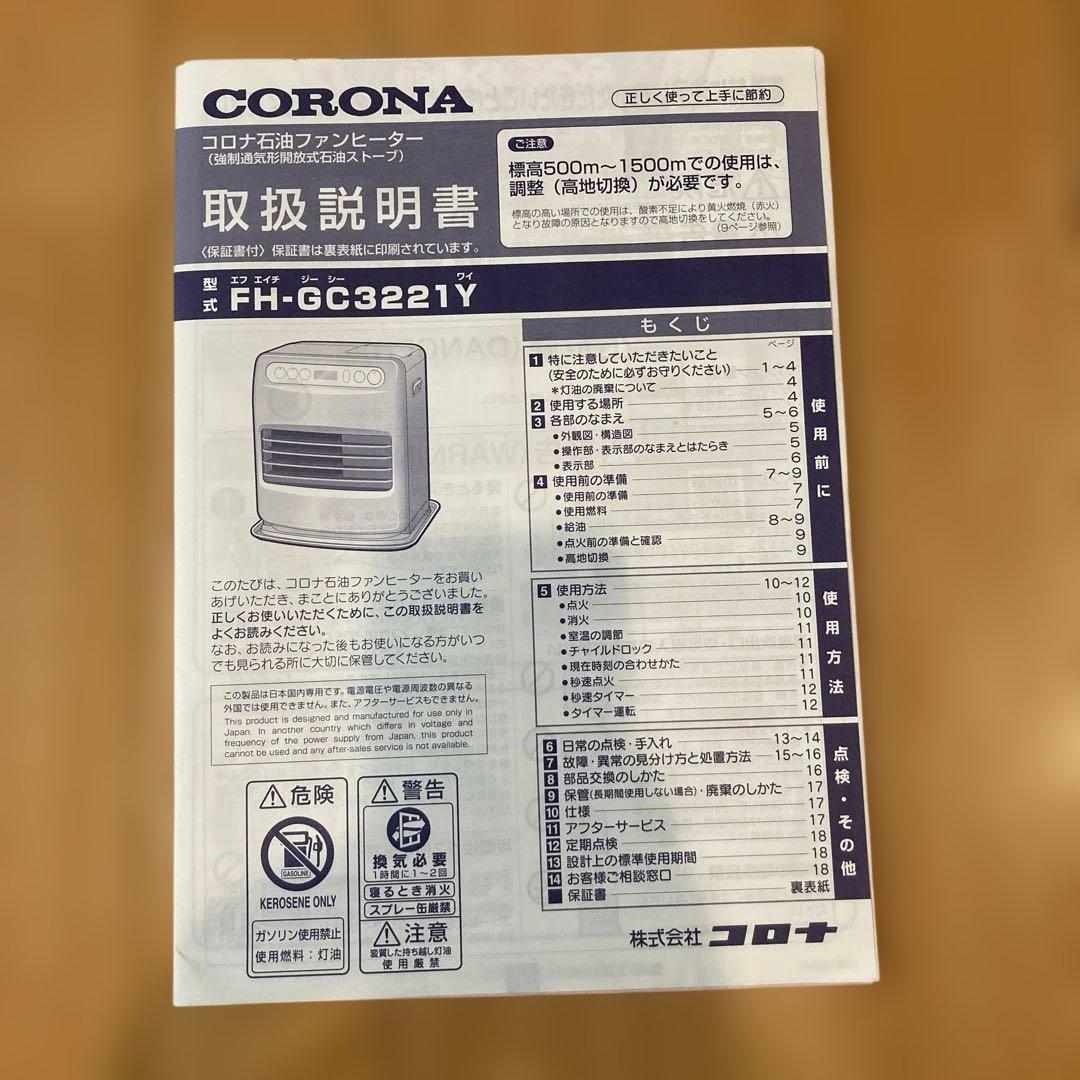 CORONA
正しく使って上手に節約
コロナ石油ファンヒーター
（強制通気形開放式石油ストーブ）
取扱説明書
〈保証書付〉保証書は裏表紙に印刷されています。
ご注意
標高500m～1500mでの使用は、
調整（高地切換）が必要です。
標高の高い場所での使用は、酸素不足により黄火燃焼（赤火）
となり故障の原因となりますので高地切換をしてください。
（9ページ参照）
型式
エフ エイチ ジー シー ワイ
FH-GC3221Y
もくじ
ページ
1 特に注意していただきたいこと
（安全のために必ずお守りください） 1～4
＊灯油の廃棄について 4
2 使用する場所 4
3 各部のなまえ 5～6
●外観図・構造図 5
●操作部・表示部のなまえとはたらき 5
●表示部 6
4 使用前の準備 7～9
●使用前の準備 7
●使用燃料 7
●給油 8～9
●点火前の準備と確認 9
●高地切換 9
使用前に
5 使用方法 10～12
●点火 10
●消火 10
●室温の調節 11
●チャイルドロック 11
●現在時刻の合わせかた 11
●秒速点火 11
●秒速タイマー 12
●タイマー運転 12
使用方法
6 日常の点検・手入れ 13～14
7 故障・異常の見分け方と処置方法 15～16
8 部品交換のしかた 16
9 保管（長期間使用しない場合）・廃棄のしかた 17
10 仕様 17
11 アフターサービス 17
12 定期点検 18
13 設計上の標準使用期間 18
14 お客様ご相談窓口 18
■ 保証書 裏表紙
点検・その他
このたびは、コロナ石油ファンヒーターをお買い
あげいただき、まことにありがとうございました。
正しくお使いいただくために、この取扱説明書を
よくお読みください。
なお、お読みになった後もお使いになる方がいつ
でも見られる所に大切に保管してください。
この製品は日本国内専用です。電源電圧や電源周波数の異なる
外国では使用できません。また、アフターサービスもできません。
This product is designed and manufactured for use only in
Japan. In another country which differs in voltage and
frequency of the power supply from Japan, this product
cannot be used and any after-sales service is not available.
危険
GASOLINE
KEROSENE ONLY
ガソリン使用禁止
使用燃料：灯油
警告
換気必要
1時間に1～2回
寝るとき消火
スプレー缶厳禁
注意
変質した持ち越し灯油
使用厳禁
株式会社 コロナ